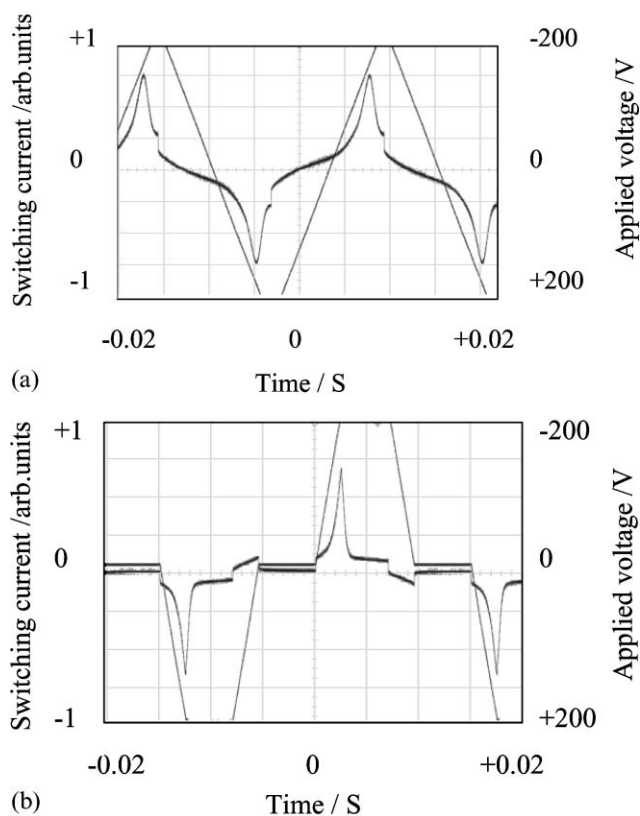 +1
-200
Switching current /arb.units
0
0
Applied voltage /V
-1
+200
-0.02
0
+0.02
(a)
Time / S
+1
-200
Switching current /arb.units
0
0
Applied voltage /V
-1
+200
-0.02
0
+0.02
(b)
Time / S